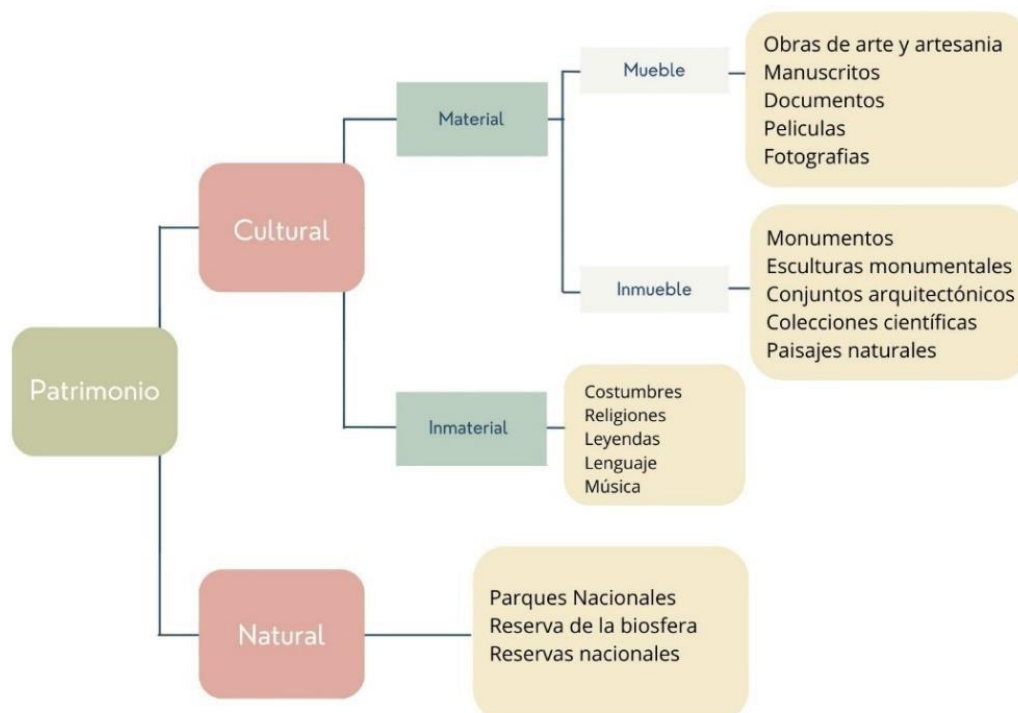 Patrimonio
Cultural
Material
Mueble
Obras de arte y artesania
Manuscritos
Documentos
Peliculas
Fotografias
Inmueble
Monumentos
Esculturas monumentales
Conjuntos arquitectónicos
Colecciones científicas
Paisajes naturales
Inmaterial
Costumbres
Religiones
Leyendas
Lenguaje
Música
Natural
Parques Nacionales
Reserva de la biosfera
Reservas nacionales